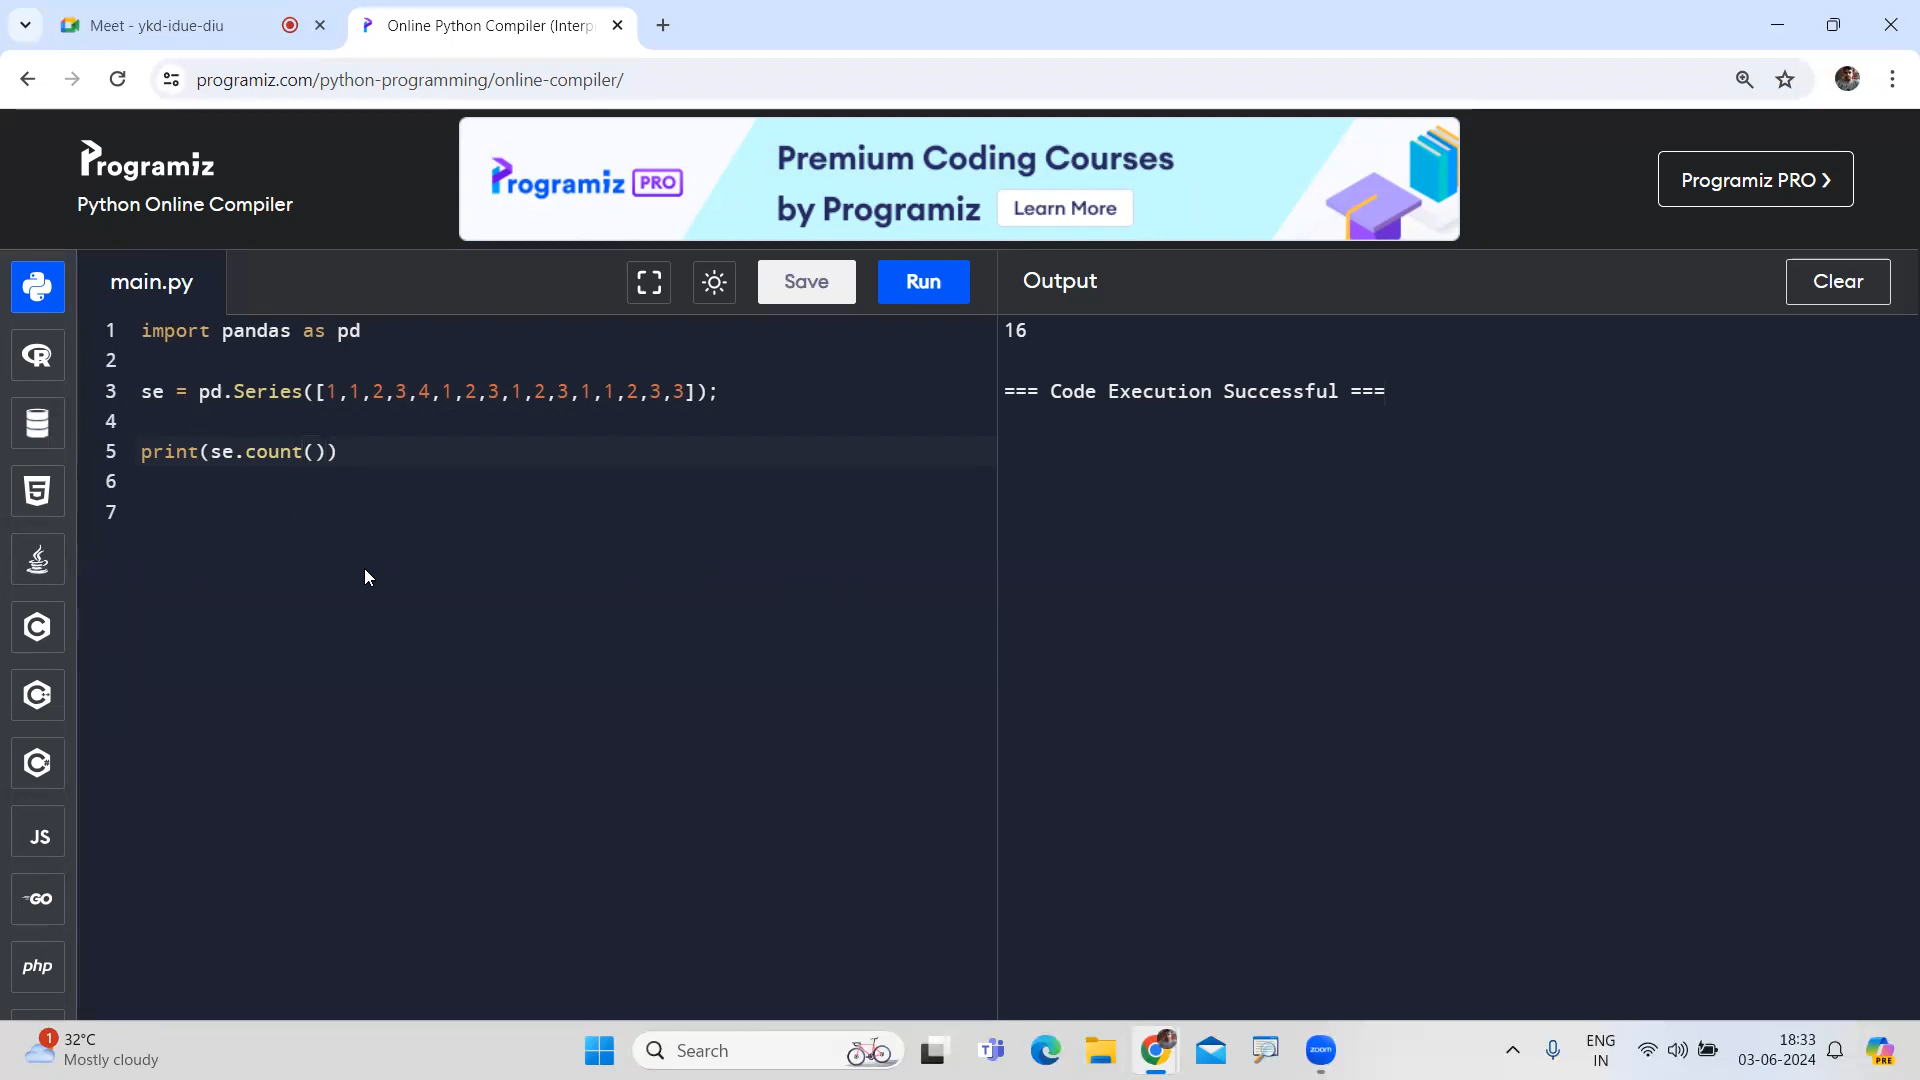 Meet - ykd-idue-diu
Online Python Compiler (Interp
programiz.com/python-programming/online-compiler/
Programiz
Python Online Compiler
Programiz PRO
Premium Coding Courses
by Programiz
Learn More
Programiz PRO ❯
main.py
Save
Run
Output
Clear
1 import pandas as pd
2
3 se = pd.Series([1,1,2,3,4,1,2,3,1,2,3,1,1,2,3,3]);
4
5 print(se.count())
6
7
16
=== Code Execution Successful ===
R
5
C
C++
C#
JS
GO
php
1
32°C
Mostly cloudy
Search
zoom
ENG
IN
18:33
03-06-2024
PRE